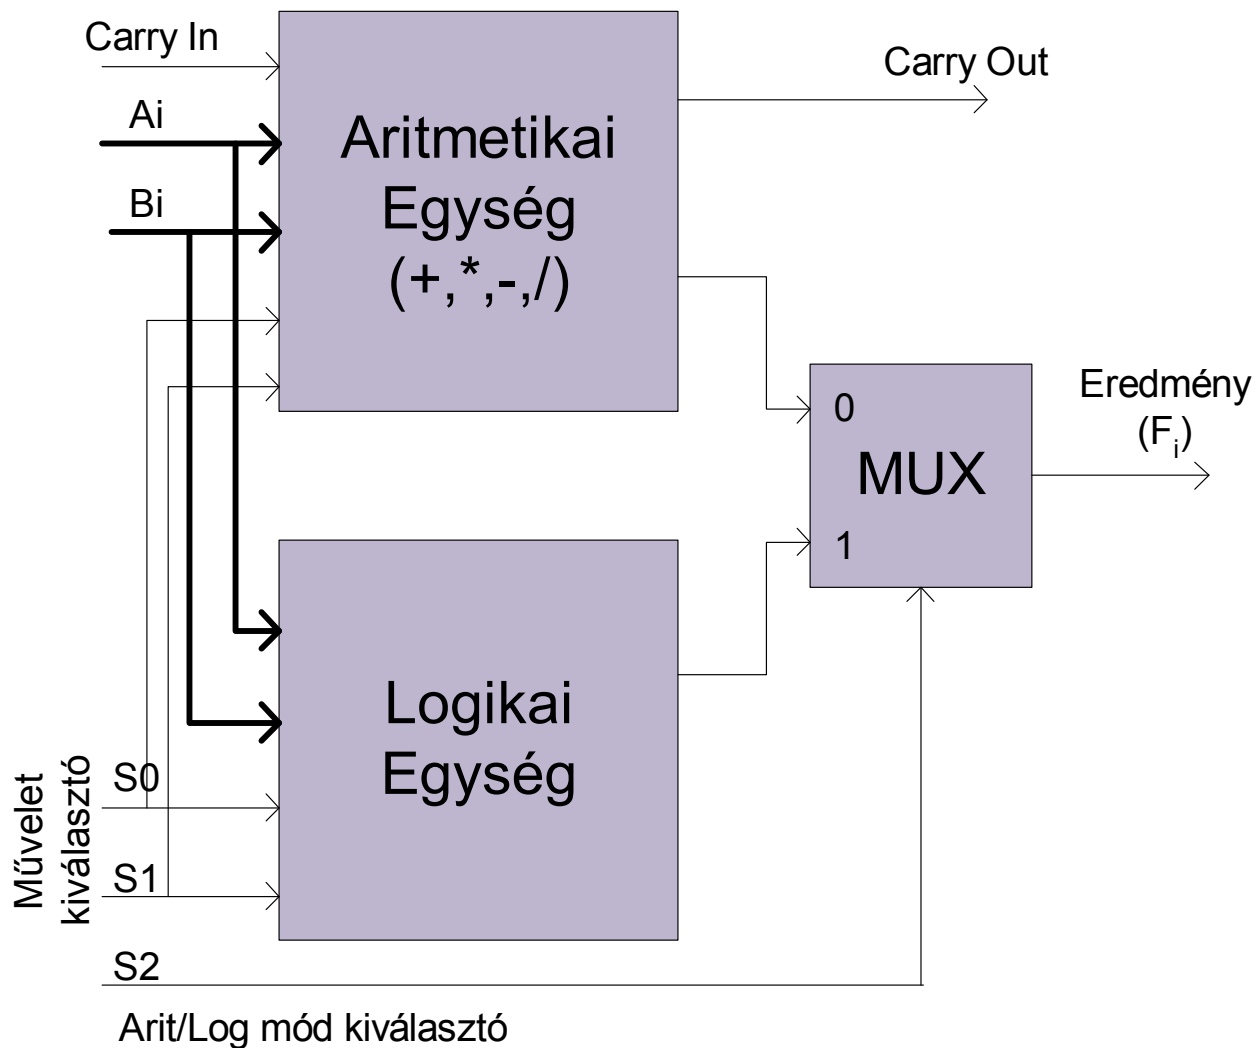 Carry In
Carry Out
Ai
Bi
Aritmetikai
Egység
(+,*,-,/)
Eredmény
(Fi)
0
MUX
1
Logikai
Egység
Művelet
kiválasztó
S0
S1
S2
Arit/Log mód kiválasztó